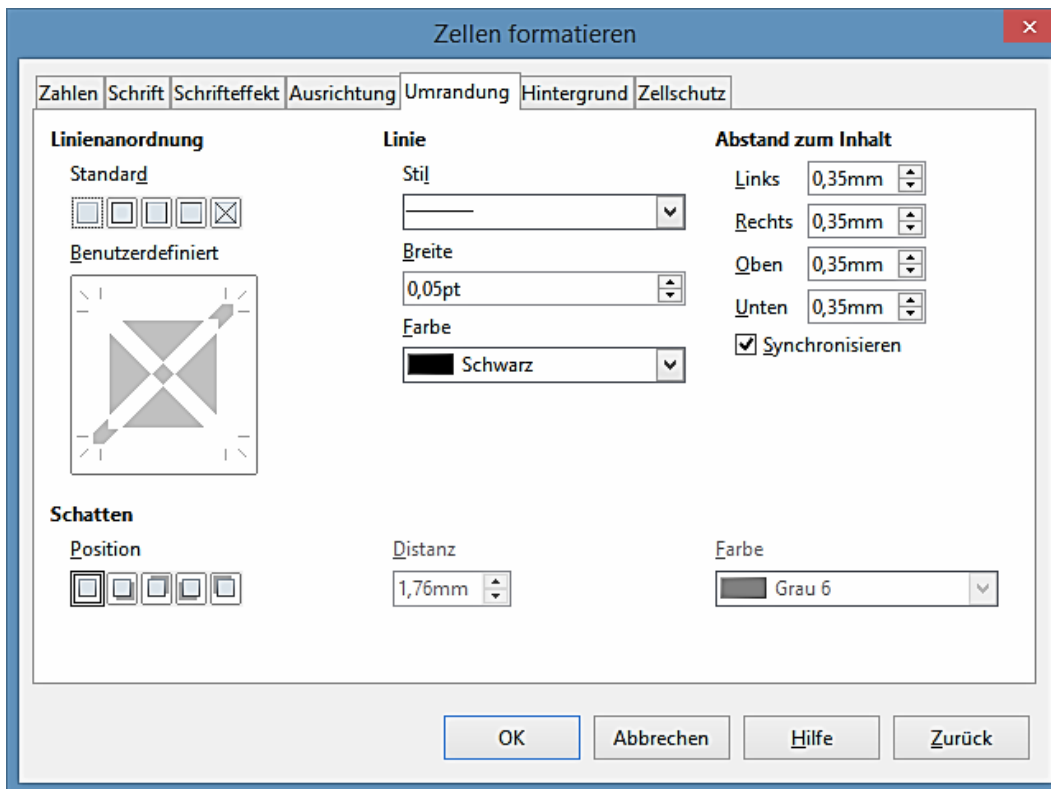 Zellen formatieren
Zahlen Schrift Schrifteffekt Ausrichtung Umrandung Hintergrund Zellschutz
Linienanordnung
Standard
Benutzerdefiniert
Linie
Stil
Breite
0,05pt
Farbe
Schwarz
Abstand zum Inhalt
Links 0,35mm
Rechts 0,35mm
Oben 0,35mm
Unten 0,35mm
Synchronisieren
Schatten
Position
Distanz
1,76mm
Farbe
Grau 6
OK Abbrechen Hilfe Zurück